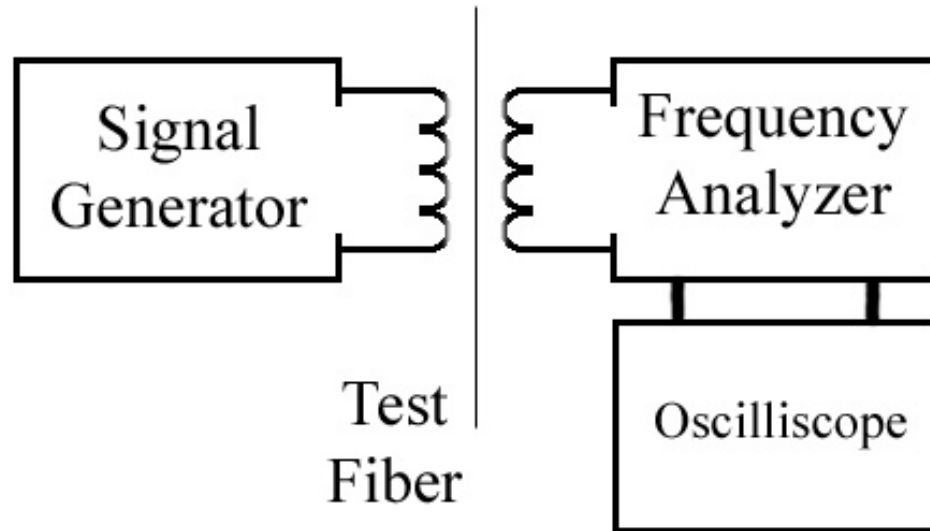 Signal
Generator
Frequency
Analyzer
Test
Fiber
Oscilliscope